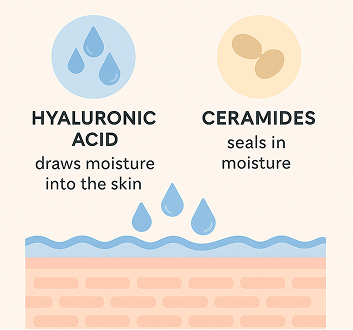 HYALURONIC
ACID
draws moisture
into the skin
CERAMIDES
seals in
moisture